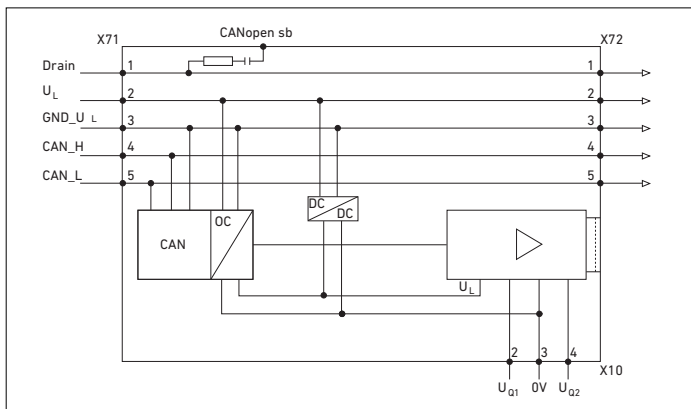 CANopen sb
X71 X72
Drain 1 1
U_L 2 2
GND_U_L 3 3
CAN_H 4 4
CAN_L 5 5
DC
DC
OC
CAN
U_L
2 3 4
X10
U_Q1 0V U_Q2